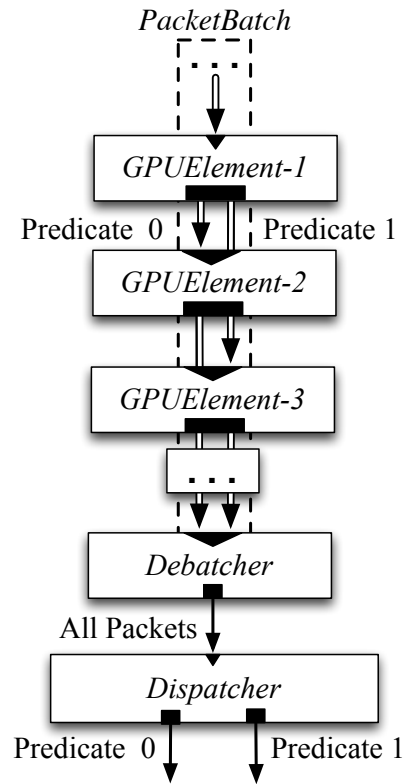 PacketBatch
...
GPUElement-1
Predicate 0 Predicate 1
GPUElement-2
GPUElement-3
...
Debatcher
All Packets
Dispatcher
Predicate 0 Predicate 1